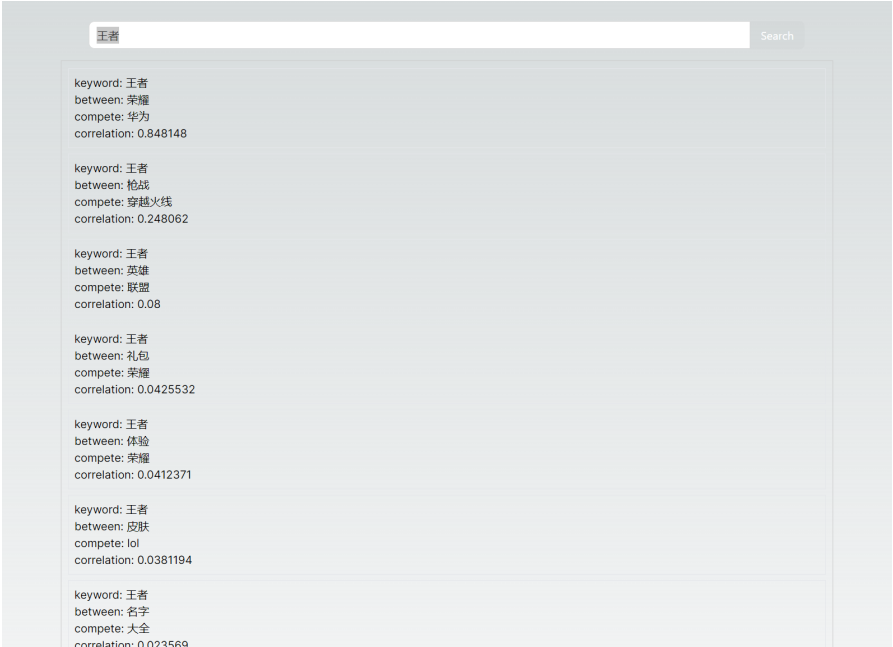 王者
Search
keyword: 王者
between: 荣耀
compete: 华为
correlation: 0.848148
keyword: 王者
between: 枪战
compete: 穿越火线
correlation: 0.248062
keyword: 王者
between: 英雄
compete: 联盟
correlation: 0.08
keyword: 王者
between: 礼包
compete: 荣耀
correlation: 0.0425532
keyword: 王者
between: 体验
compete: 荣耀
correlation: 0.0412371
keyword: 王者
between: 皮肤
compete: lol
correlation: 0.0381194
keyword: 王者
between: 名字
compete: 大全
correlation: 0.023569